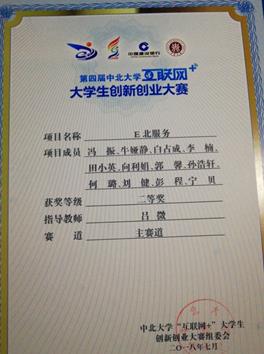 中国建设银行
第四届中北大学互联网+
大学生创新创业大赛
项目名称 E北服务
项目成员 冯振、牛娅静、白占成、李楠、
田小英、向利娟、郭馨、孙浩轩、
何璐、刘健、彭程、宁贝
获奖等级 二等奖
指导教师 吕微
赛道 主赛道
中北大学“互联网+”大学生
创新创业大赛组委会
二〇一八年七月